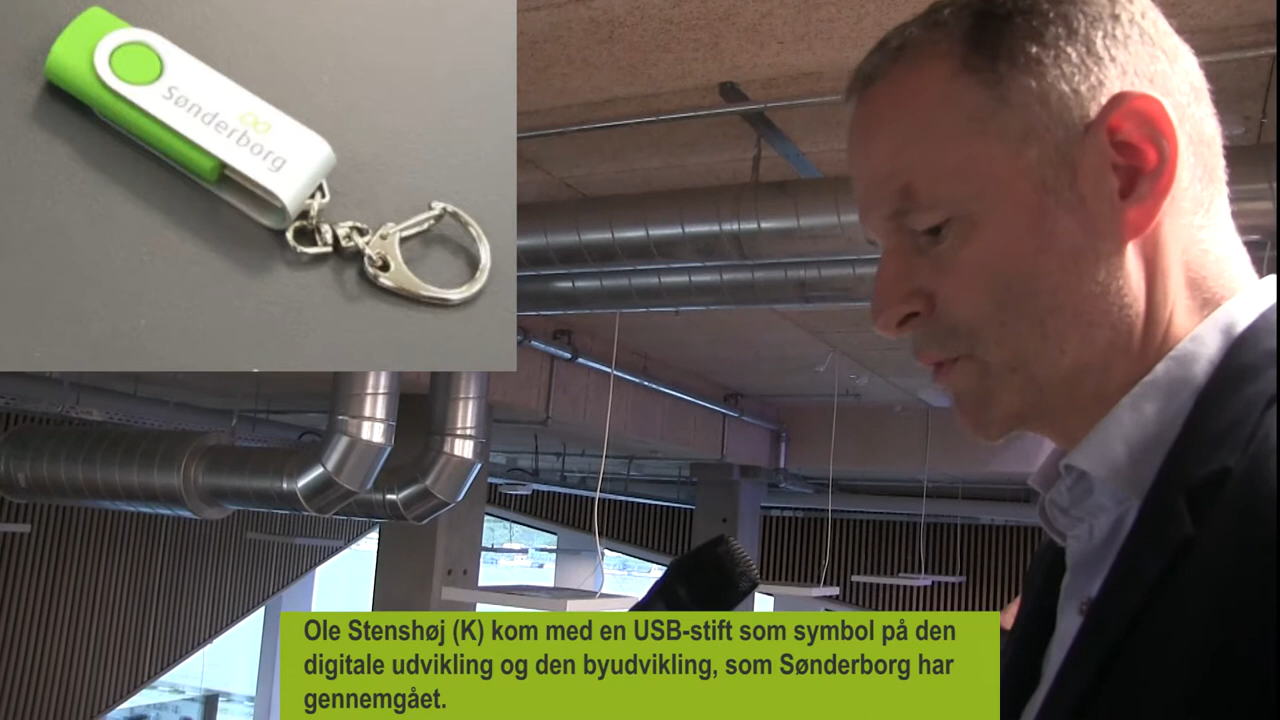 Sønderborg
Ole Stenshøj (K) kom med en USB-stift som symbol på den
digitale udvikling og den byudvikling, som Sønderborg har
gennemgået.